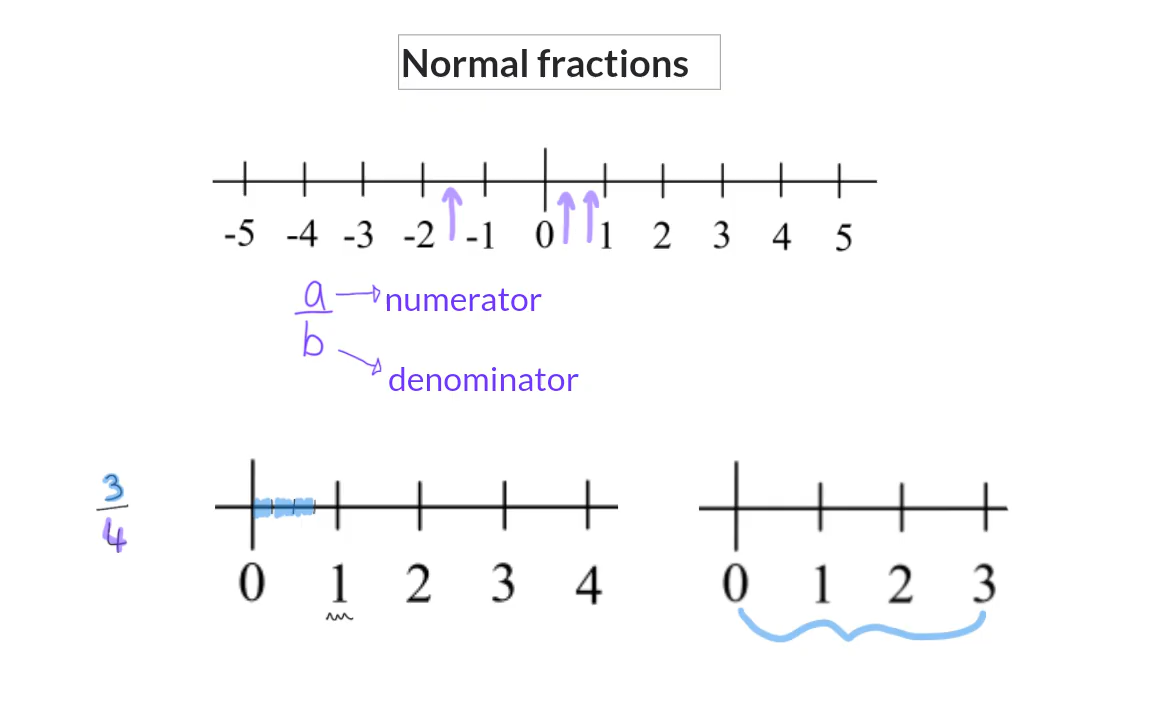 Normal fractions
-5 -4 -3 -2 -1 0 1 2 3 4 5
a numerator
b denominator
3
4
0 1 2 3 4
0 1 2 3